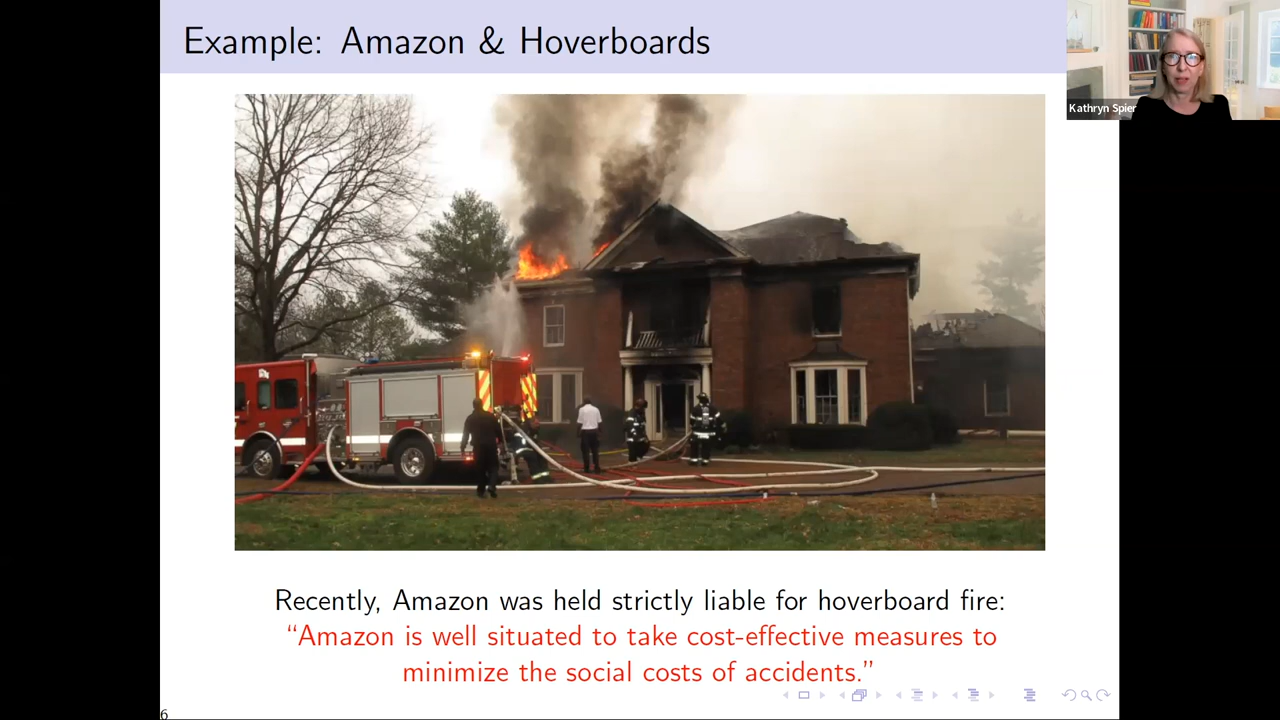 Example: Amazon & Hoverboards
Kathryn Spier
Recently, Amazon was held strictly liable for hoverboard fire:
“Amazon is well situated to take cost-effective measures to
minimize the social costs of accidents.”
6